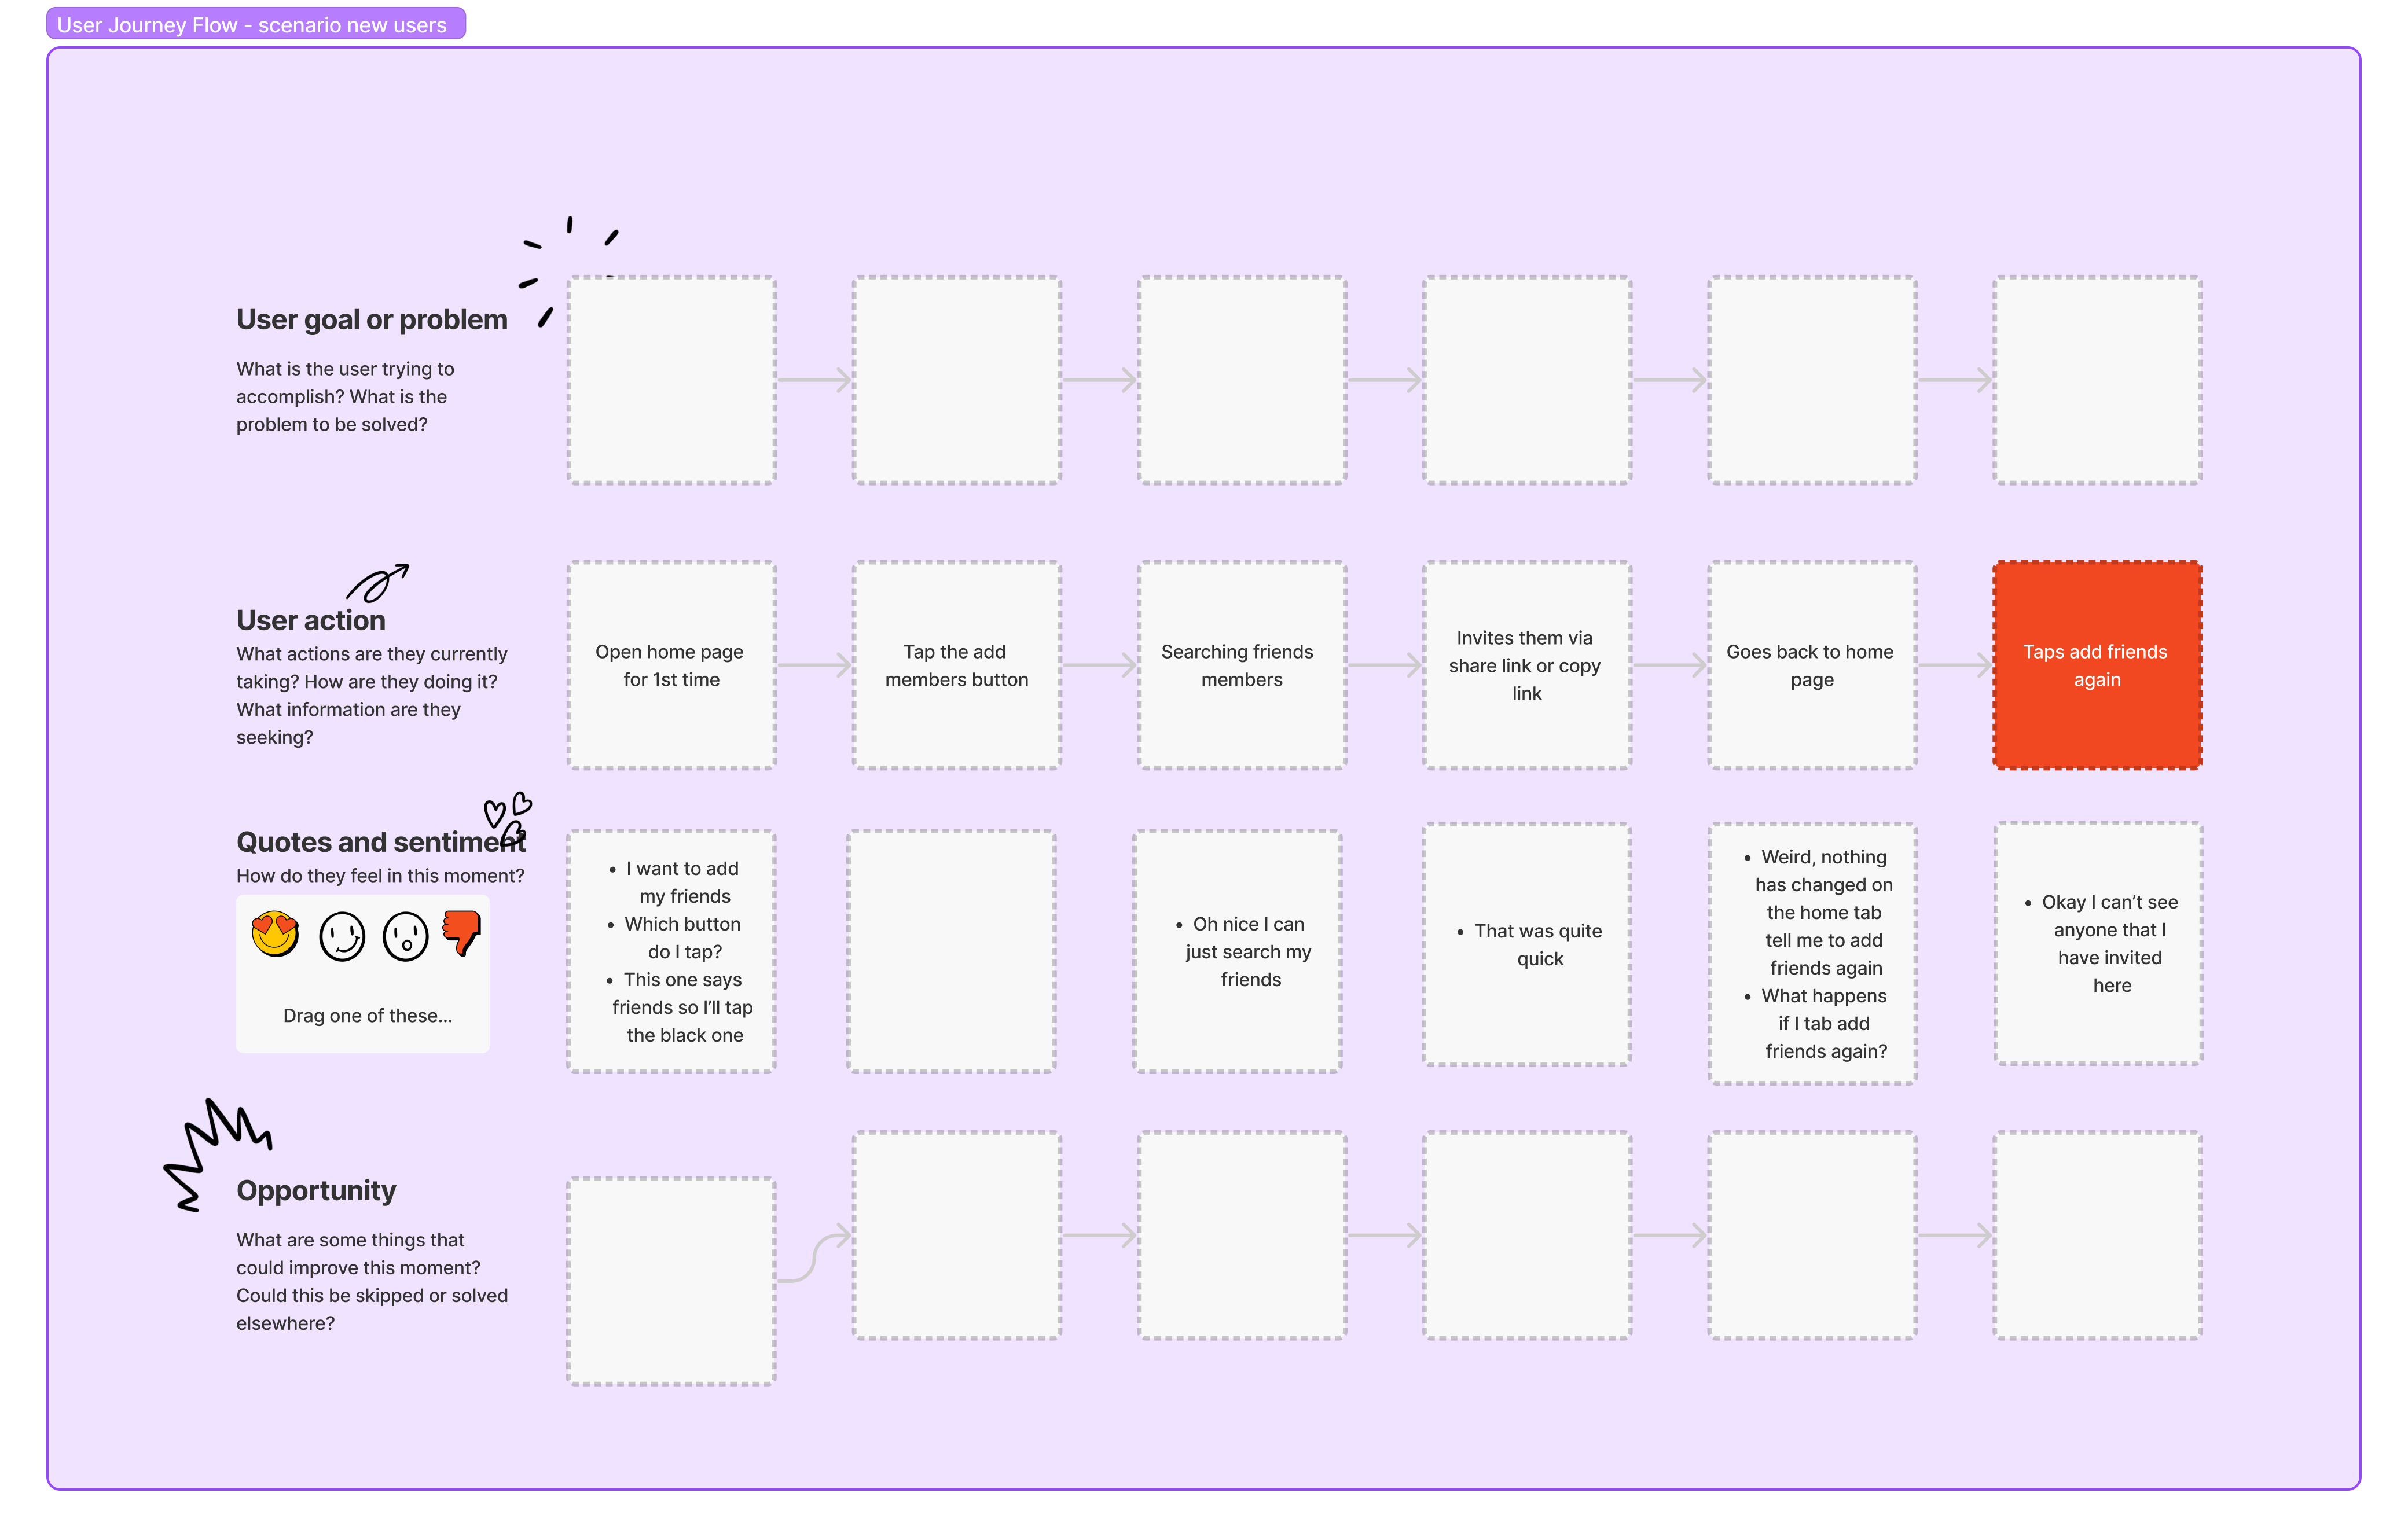 User Journey Flow - scenario new users
User goal or problem
What is the user trying to
accomplish? What is the
problem to be solved?
User action
What actions are they currently
taking? How are they doing it?
What information are they
seeking?
Open home page
for 1st time
Tap the add
members button
Searching friends
members
Invites them via
share link or copy
link
Goes back to home
page
Taps add friends
again
Quotes and sentiment
How do they feel in this moment?
Drag one of these...
• I want to add
my friends
• Which button
do I tap?
• This one says
friends so I’ll tap
the black one
• Oh nice I can
just search my
friends
• That was quite
quick
• Weird, nothing
has changed on
the home tab
tell me to add
friends again
• What happens
if I tab add
friends again?
• Okay I can’t see
anyone that I
have invited
here
Opportunity
What are some things that
could improve this moment?
Could this be skipped or solved
elsewhere?